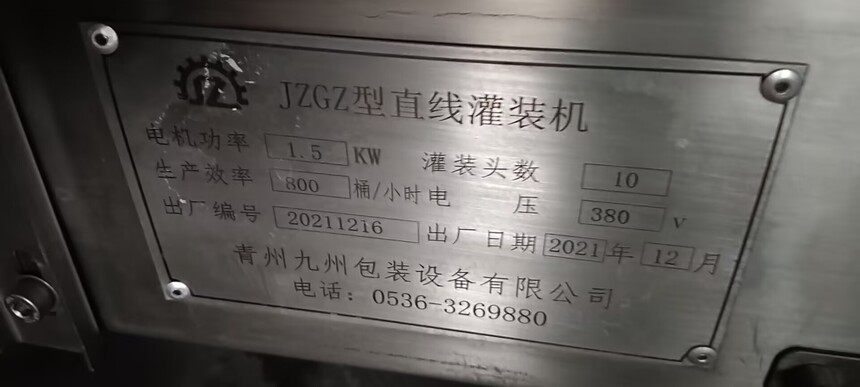 JZ
JZGZ型直线灌装机
电机功率 1.5 KW 灌装头数 10
生产效率 800 桶/小时 电压 380 v
出厂编号 20211216 出厂日期 2021 年 12 月
青州九州包装设备有限公司
电话：0536-3269880